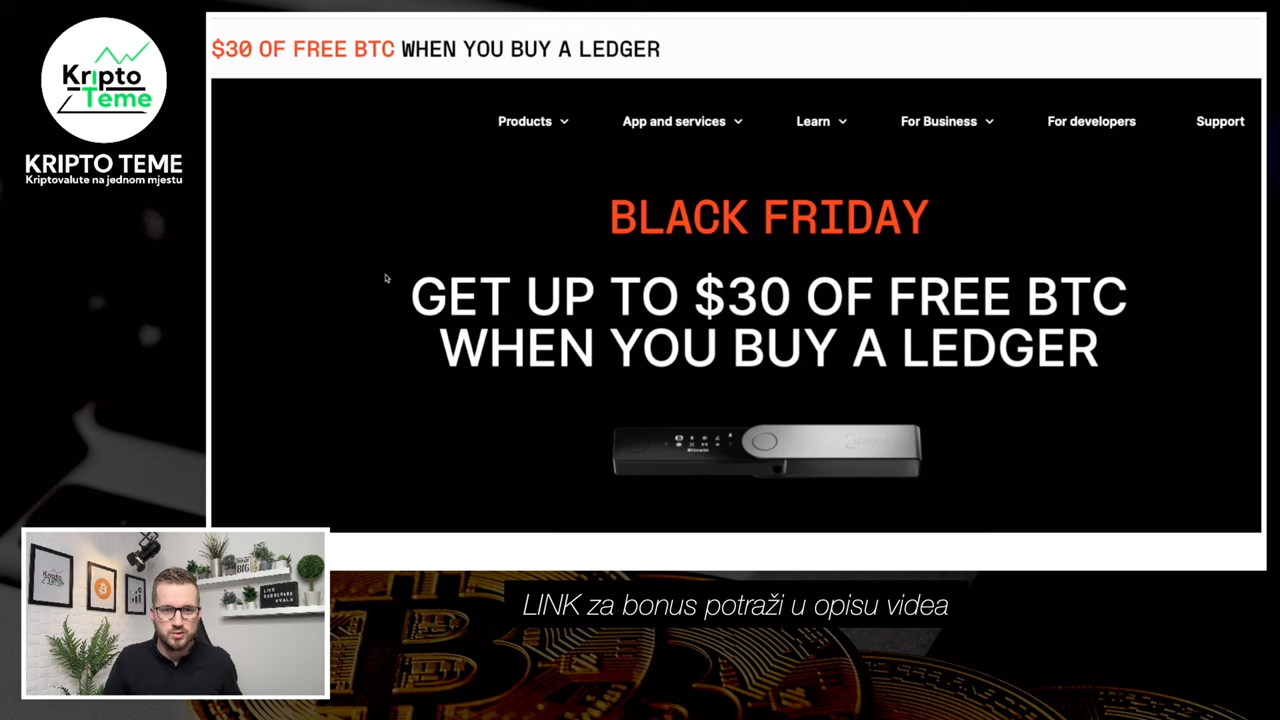 Kripto
Teme
KRIPTO TEME
Kriptovalute na jednom mjestu
$30 OF FREE BTC WHEN YOU BUY A LEDGER
Products
App and services
Learn
For Business
For developers
Support
BLACK FRIDAY
GET UP TO $30 OF FREE BTC
WHEN YOU BUY A LEDGER
Bitcoin
BIG
LINK za bonus potraži u opisu videa